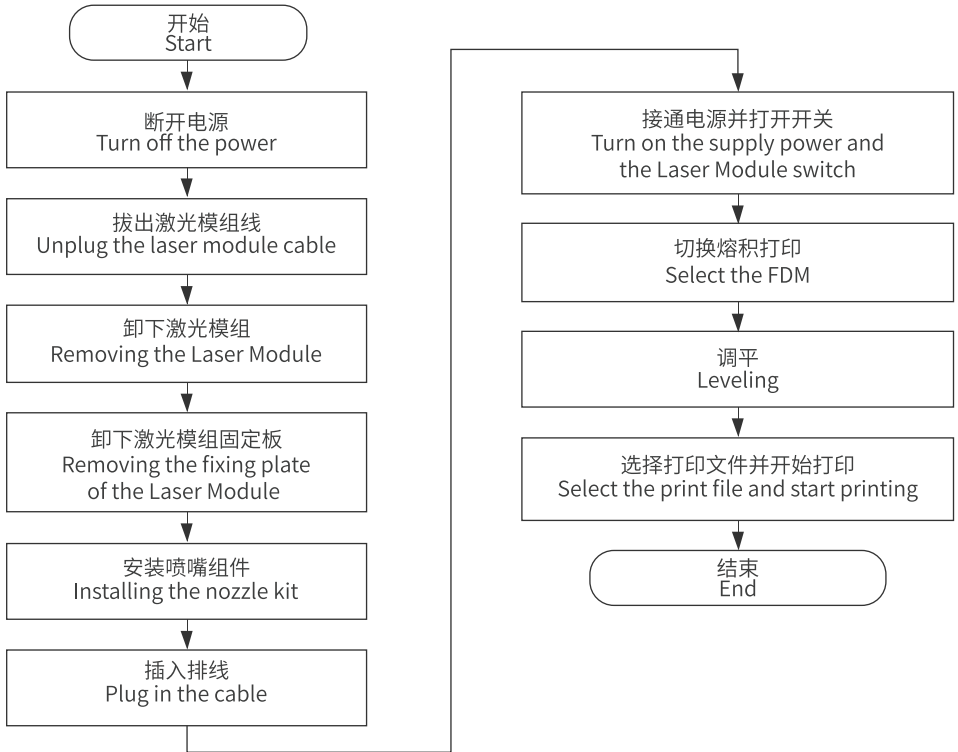 开始
Start
断开电源
Turn off the power
拔出激光模组线
Unplug the laser module cable
卸下激光模组
Removing the Laser Module
卸下激光模组固定板
Removing the fixing plate
of the Laser Module
安装喷嘴组件
Installing the nozzle kit
插入排线
Plug in the cable
接通电源并打开开关
Turn on the supply power and
the Laser Module switch
切换熔积打印
Select the FDM
调平
Leveling
选择打印文件并开始打印
Select the print file and start printing
结束
End